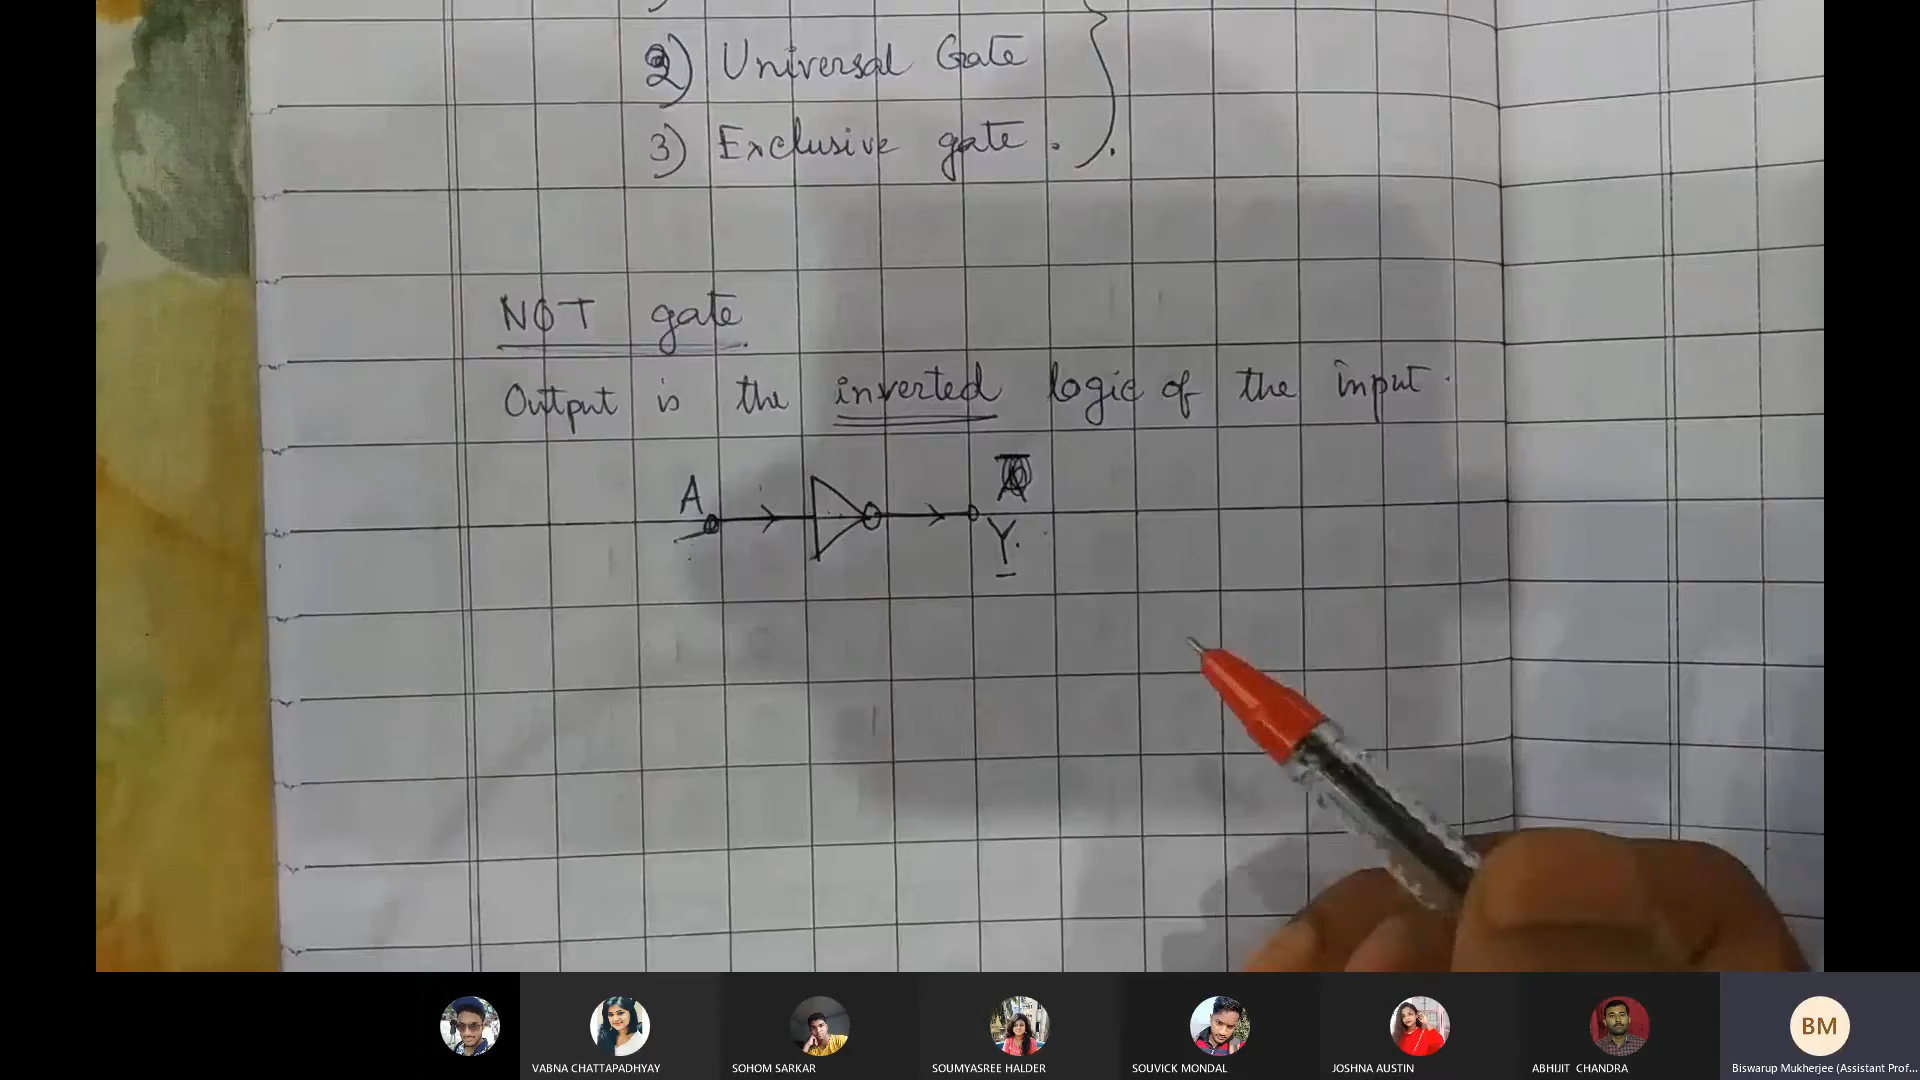 2) Universal Gate
3) Exclusive gate.
NOT gate
Output is the inverted logic of the input.
A
Y.
VABNA CHATTAPADHYAY
SOHOM SARKAR
SOUMYASREE HALDER
SOUVICK MONDAL
JOSHNA AUSTIN
ABHIJIT CHANDRA
BM
Biswarup Mukherjee (Assistant Prof...